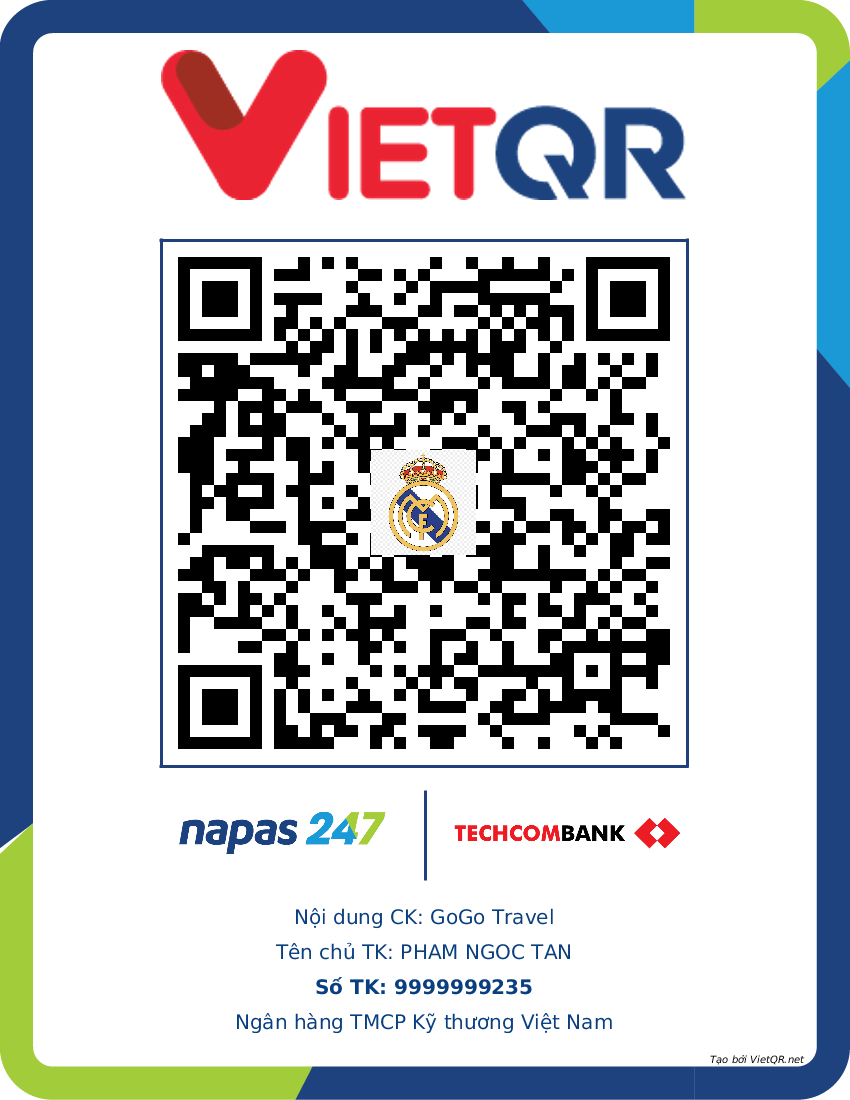 VIETQR
napas 247
TECHCOMBANK
Nội dung CK: GoGo Travel
Tên chủ TK: PHAM NGOC TAN
Số TK: 9999999235
Ngân hàng TMCP Kỹ thương Việt Nam
Tạo bởi VietQR.net